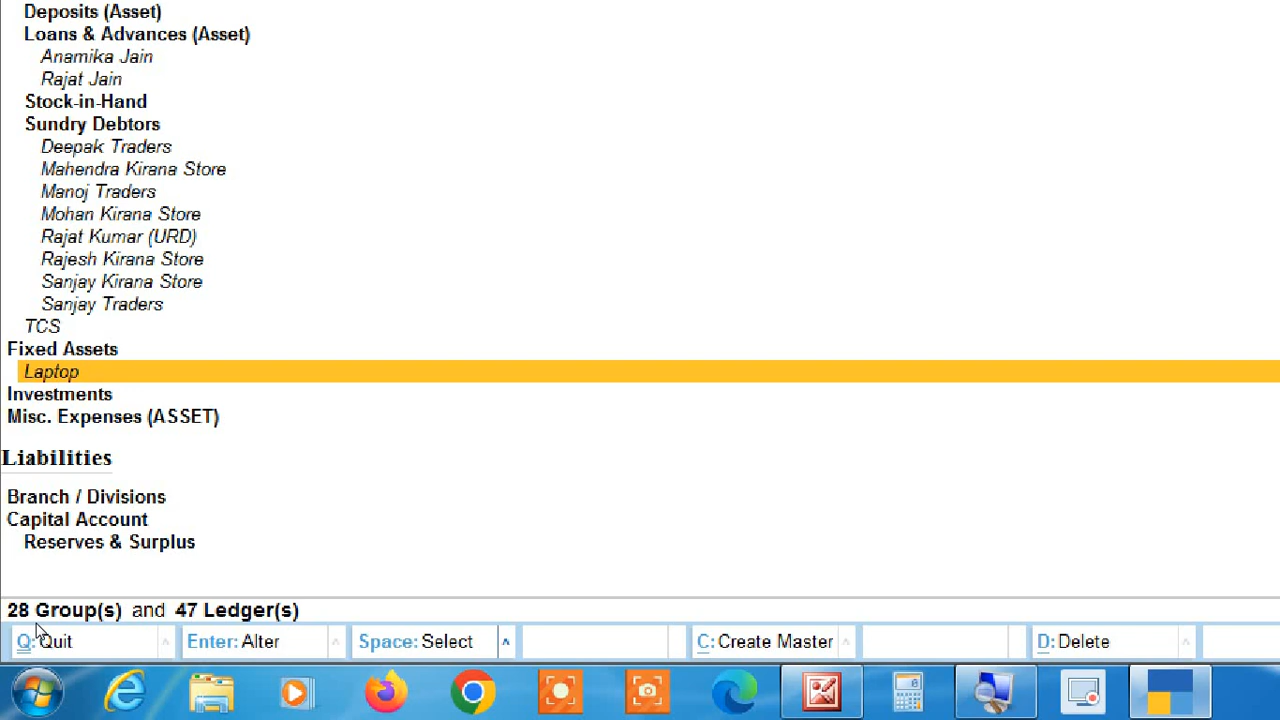 Deposits (Asset)
Loans & Advances (Asset)
Anamika Jain
Rajat Jain
Stock-in-Hand
Sundry Debtors
Deepak Traders
Mahendra Kirana Store
Manoj Traders
Mohan Kirana Store
Rajat Kumar (URD)
Rajesh Kirana Store
Sanjay Kirana Store
Sanjay Traders
TCS
Fixed Assets
Laptop
Investments
Misc. Expenses (ASSET)
Liabilities
Branch / Divisions
Capital Account
Reserves & Surplus
28 Group(s) and 47 Ledger(s)
Q: Quit Enter: Alter Space: Select C: Create Master D: Delete